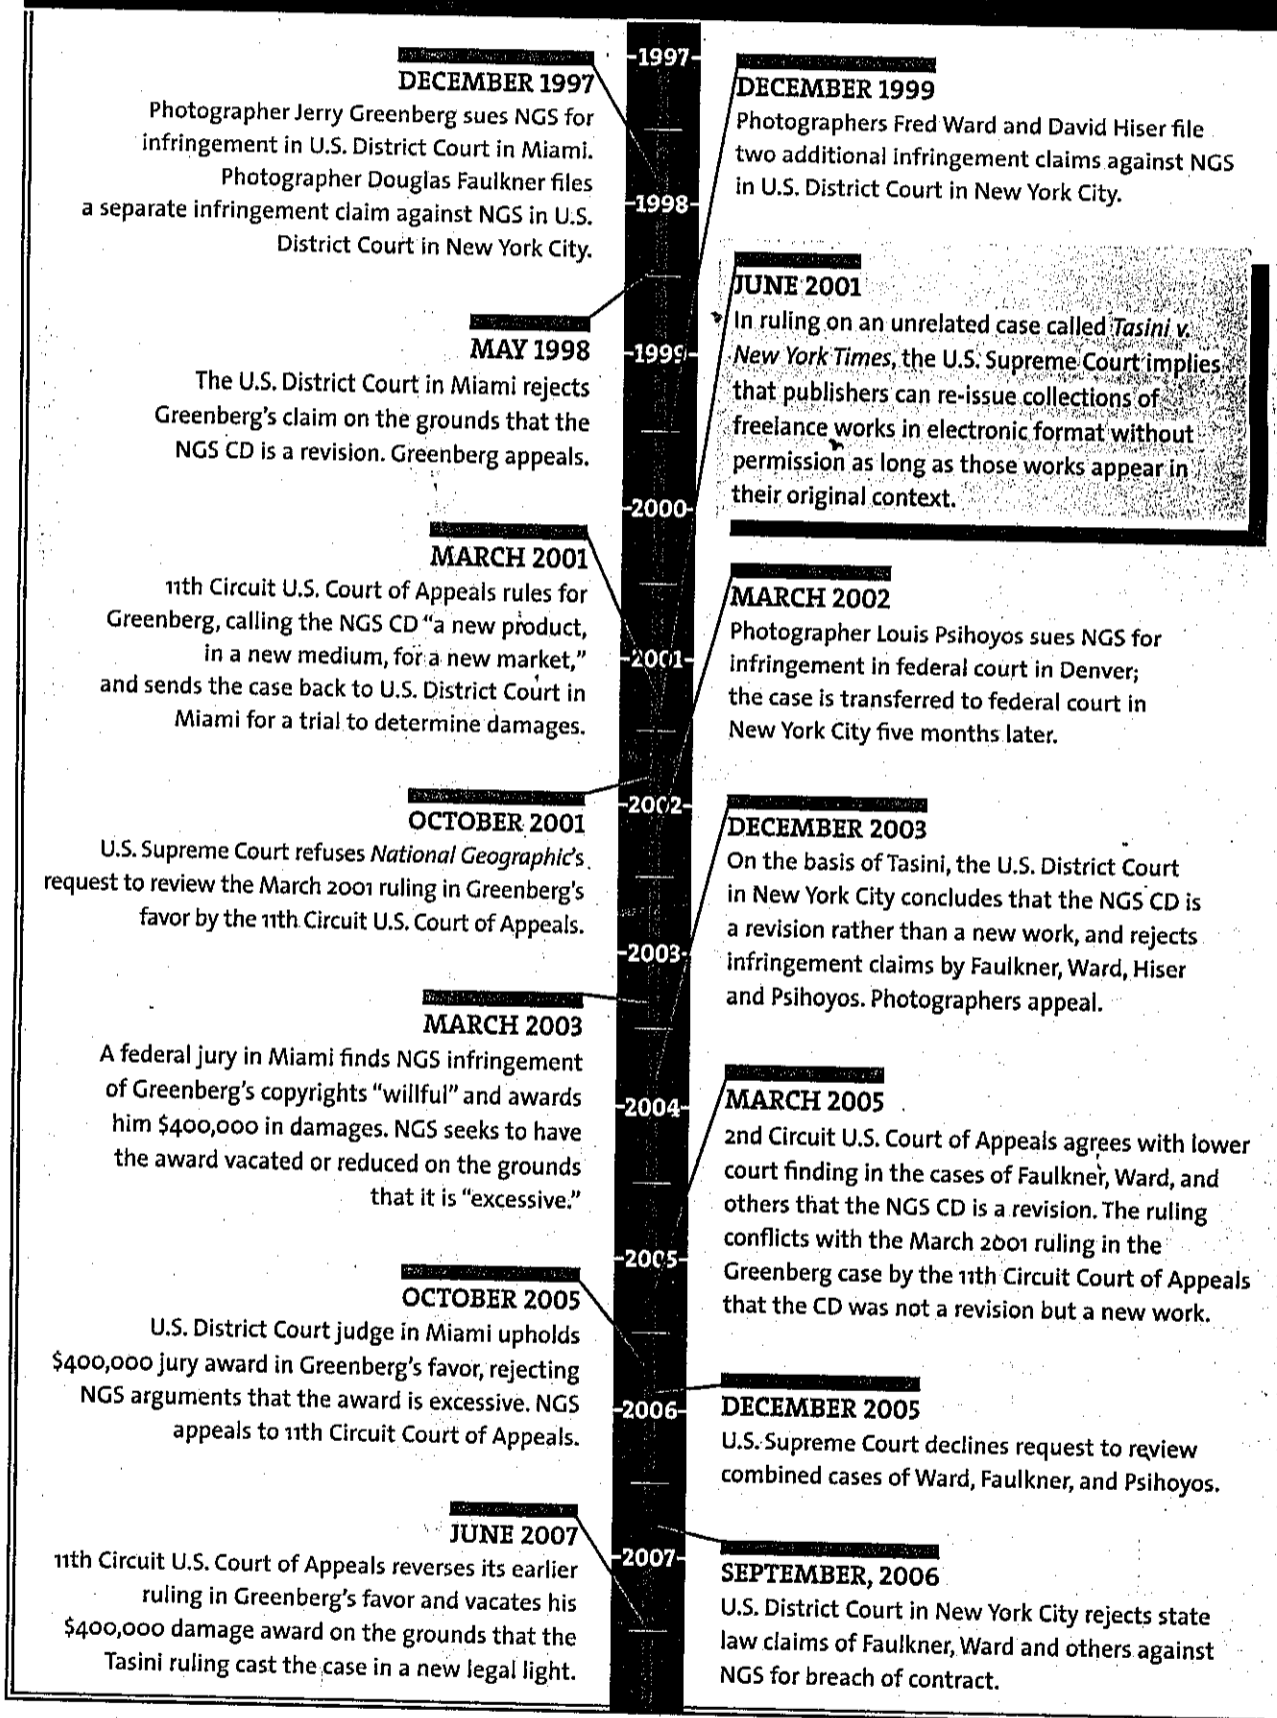 DECEMBER 1997
Photographer Jerry Greenberg sues NGS for
infringement in U.S. District Court in Miami.
Photographer Douglas Faulkner files
a separate infringement claim against NGS in U.S.
District Court in New York City.
MAY 1998
The U.S. District Court in Miami rejects
Greenberg's claim on the grounds that the
NGS CD is a revision. Greenberg appeals.
MARCH 2001
11th Circuit U.S. Court of Appeals rules for
Greenberg, calling the NGS CD "a new product,
in a new medium, for a new market,"
and sends the case back to U.S. District Court in
Miami for a trial to determine damages.
OCTOBER 2001
U.S. Supreme Court refuses National Geographic's
request to review the March 2001 ruling in Greenberg's
favor by the 11th Circuit U.S. Court of Appeals.
MARCH 2003
A federal jury in Miami finds NGS infringement
of Greenberg's copyrights "willful" and awards
him $400,000 in damages. NGS seeks to have
the award vacated or reduced on the grounds
that it is "excessive."
OCTOBER 2005
U.S. District Court judge in Miami upholds
$400,000 jury award in Greenberg's favor, rejecting
NGS arguments that the award is excessive. NGS
appeals to 11th Circuit Court of Appeals.
JUNE 2007
11th Circuit U.S. Court of Appeals reverses its earlier
ruling in Greenberg's favor and vacates his
$400,000 damage award on the grounds that the
Tasini ruling cast the case in a new legal light.
1997
1998
1999
2000
2001
2002
2003
2004
2005
2006
2007
DECEMBER 1999
Photographers Fred Ward and David Hiser file
two additional infringement claims against NGS
in U.S. District Court in New York City.
JUNE 2001
In ruling on an unrelated case called Tasini v.
New York Times, the U.S. Supreme Court implies
that publishers can re-issue collections of
freelance works in electronic format without
permission as long as those works appear in
their original context.
MARCH 2002
Photographer Louis Psihoyos sues NGS for
infringement in federal court in Denver;
the case is transferred to federal court in
New York City five months later.
DECEMBER 2003
On the basis of Tasini, the U.S. District Court
in New York City concludes that the NGS CD is
a revision rather than a new work, and rejects
infringement claims by Faulkner, Ward, Hiser
and Psihoyos. Photographers appeal.
MARCH 2005
2nd Circuit U.S. Court of Appeals agrees with lower
court finding in the cases of Faulkner, Ward, and
others that the NGS CD is a revision. The ruling
conflicts with the March 2001 ruling in the
Greenberg case by the 11th Circuit Court of Appeals
that the CD was not a revision but a new work.
DECEMBER 2005
U.S. Supreme Court declines request to review
combined cases of Ward, Faulkner, and Psihoyos.
SEPTEMBER, 2006
U.S. District Court in New York City rejects state
law claims of Faulkner, Ward and others against
NGS for breach of contract.